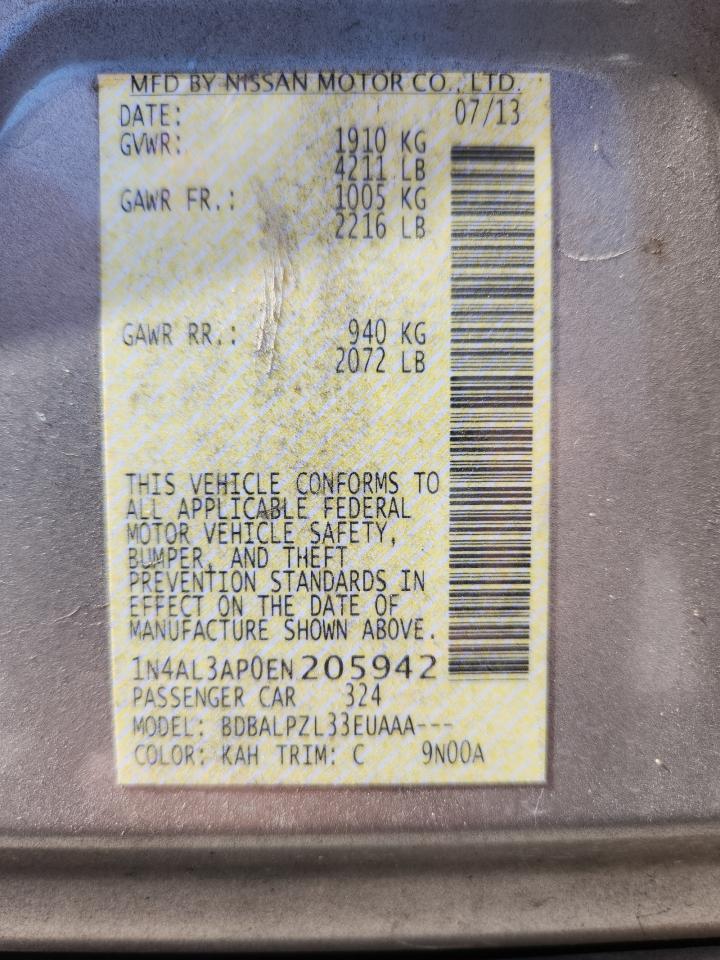 MFD BY NISSAN MOTOR CO., LTD.
DATE: 07/13
GVWR: 1910 KG
4211 LB
GAWR FR.: 1005 KG
2216 LB
GAWR RR.: 940 KG
2072 LB
THIS VEHICLE CONFORMS TO
ALL APPLICABLE FEDERAL
MOTOR VEHICLE SAFETY,
BUMPER, AND THEFT
PREVENTION STANDARDS IN
EFFECT ON THE DATE OF
MANUFACTURE SHOWN ABOVE.
1N4AL3AP0EN205942
PASSENGER CAR 324
MODEL: BDBALPZL33EUAAA---
COLOR: KAH TRIM: C 9N00A